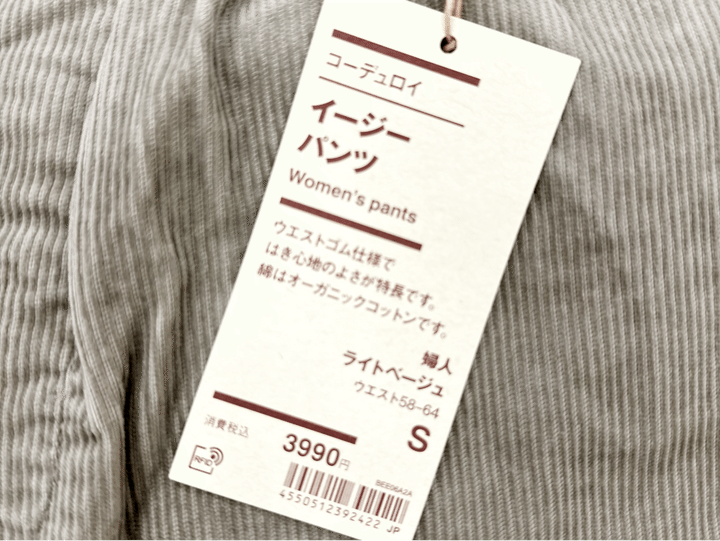 コーデュロイ
イージー
パンツ
Women's pants
ウエストゴム仕様で
はき心地のよさが特長です。
綿はオーガニックコットンです。
婦人
ライトベージュ
ウエスト58-64
S
消費税込
3990円
RFID
BEE06A2A
4550512392422 JP